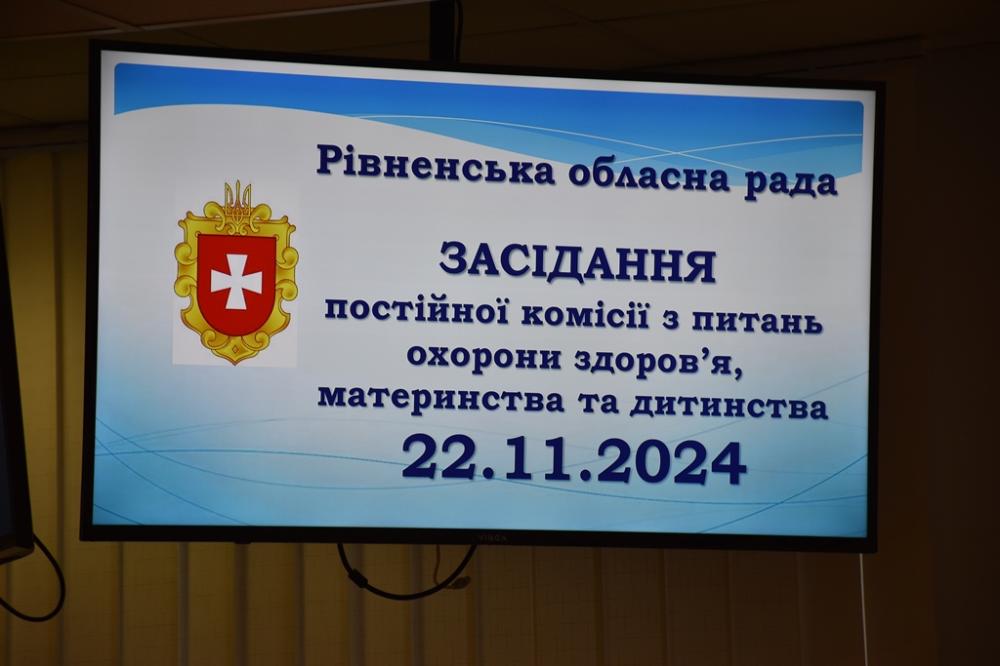 Рівненська обласна рада
ЗАСІДАННЯ
постійної комісії з питань
охорони здоров’я,
материнства та дитинства
22.11.2024